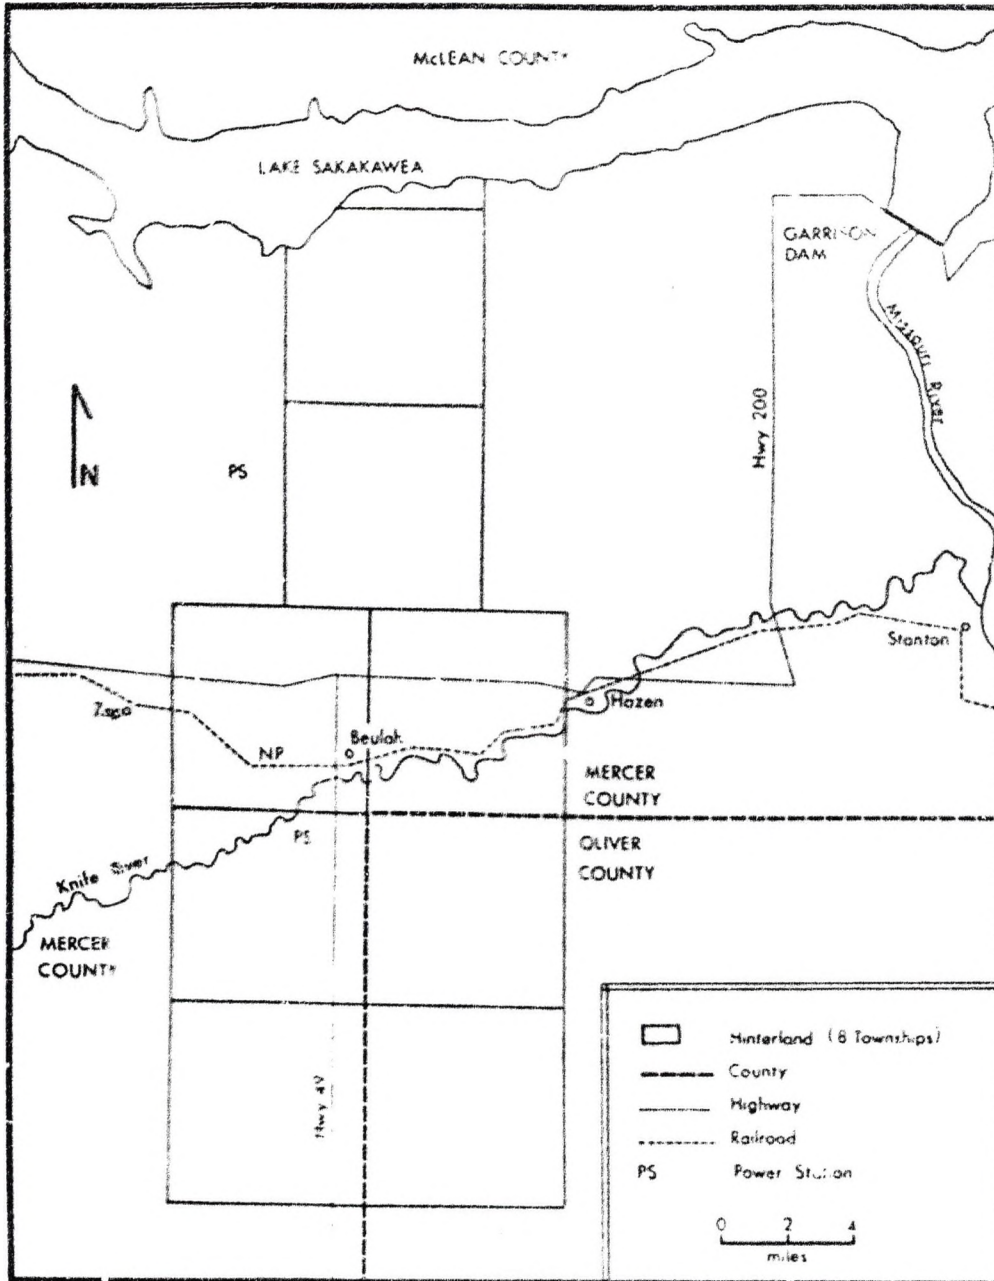 McLEAN COUNTY
LAKE SAKAKAWEA
GARRISON
DAM
Missouri River
Hwy 200
N
PS
Stanton
Hazen
Beulah
NP
MERCER
COUNTY
PS
OLIVER
COUNTY
Knife River
MERCER
COUNTY
Hwy 49
Hinterland (8 Townships)
County
Highway
Railroad
PS Power Station
0 2 4
miles